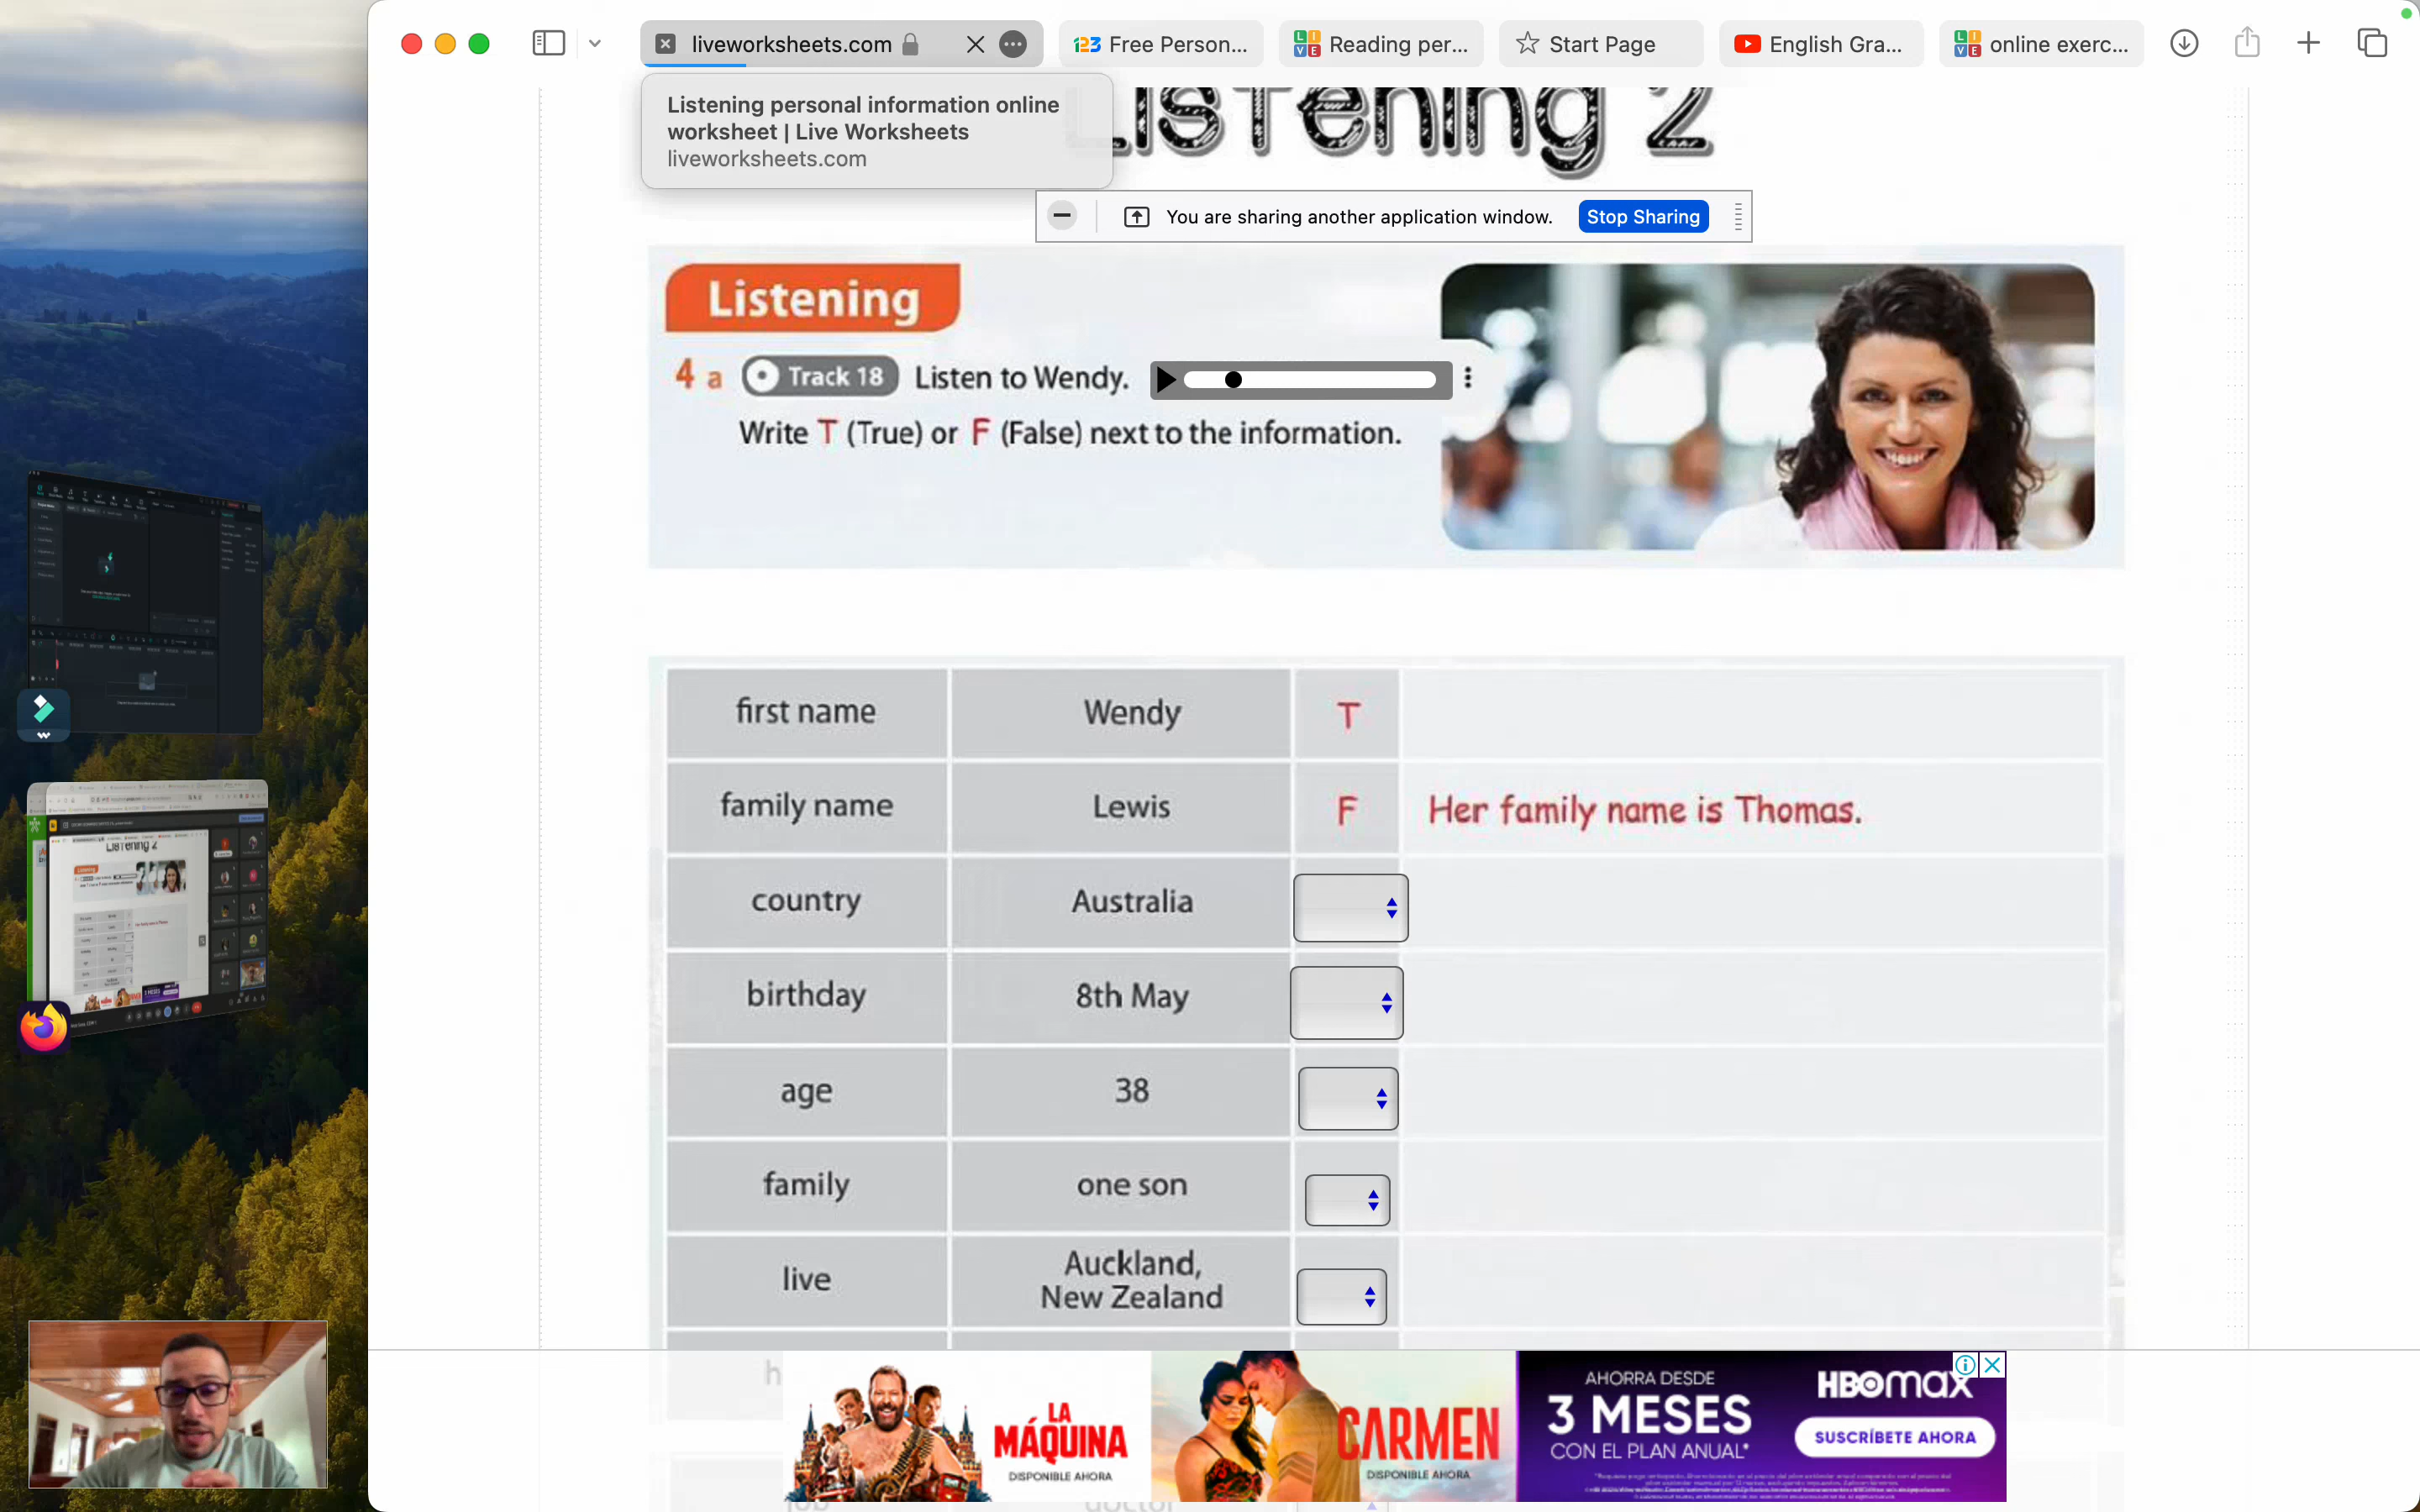 liveworksheets.com
Free Person...
Reading per...
Start Page
English Gra...
online exerc...
Listening personal information online
worksheet | Live Worksheets
liveworksheets.com
Listening 2
You are sharing another application window.
Stop Sharing
Listening
4 a Track 18 Listen to Wendy.
Write T (True) or F (False) next to the information.
first name Wendy T
family name Lewis F Her family name is Thomas.
country Australia
birthday 8th May
age 38
family one son
live Auckland,
New Zealand
LA
MÁQUINA
DISPONIBLE AHORA
CARMEN
DISPONIBLE AHORA
AHORRA DESDE
3 MESES
CON EL PLAN ANUAL*
HBOmax
SUSCRÍBETE AHORA
job doctor